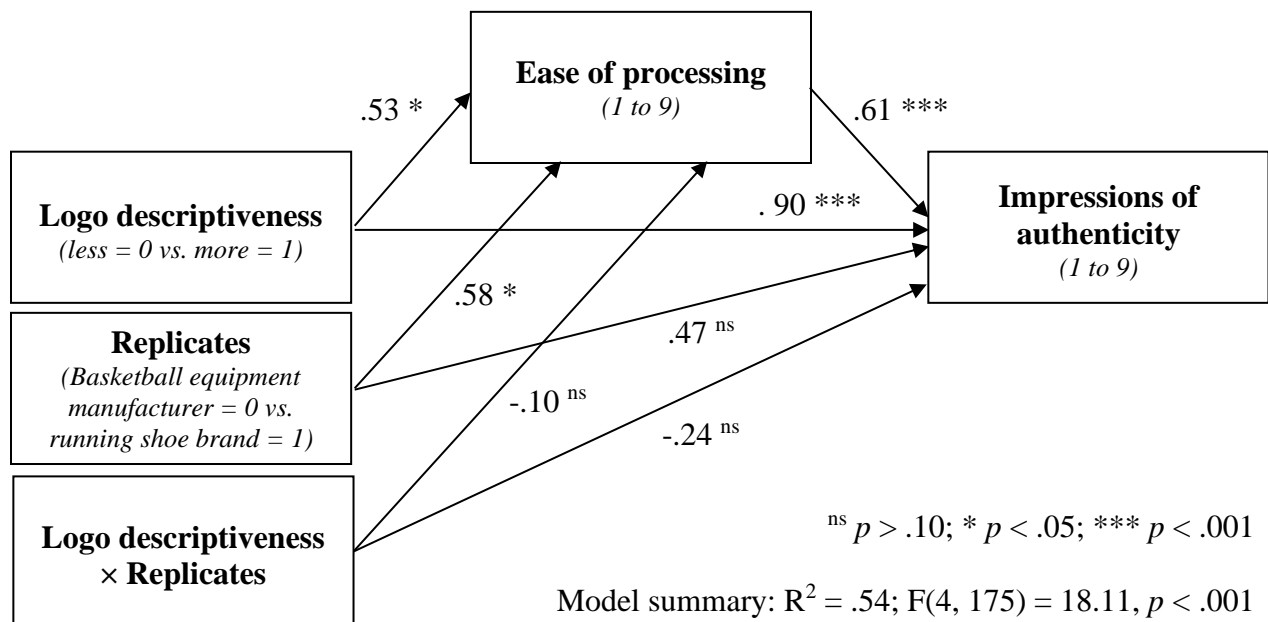 Ease of processing
(1 to 9)
.53 *
.61 ***
Logo descriptiveness
(less = 0 vs. more = 1)
. 90 ***
Impressions of
authenticity
(1 to 9)
.58 *
Replicates
(Basketball equipment
manufacturer = 0 vs.
running shoe brand = 1)
.47 ns
-.10 ns
-.24 ns
Logo descriptiveness
× Replicates
ns p > .10; * p < .05; *** p < .001
Model summary: R2 = .54; F(4, 175) = 18.11, p < .001